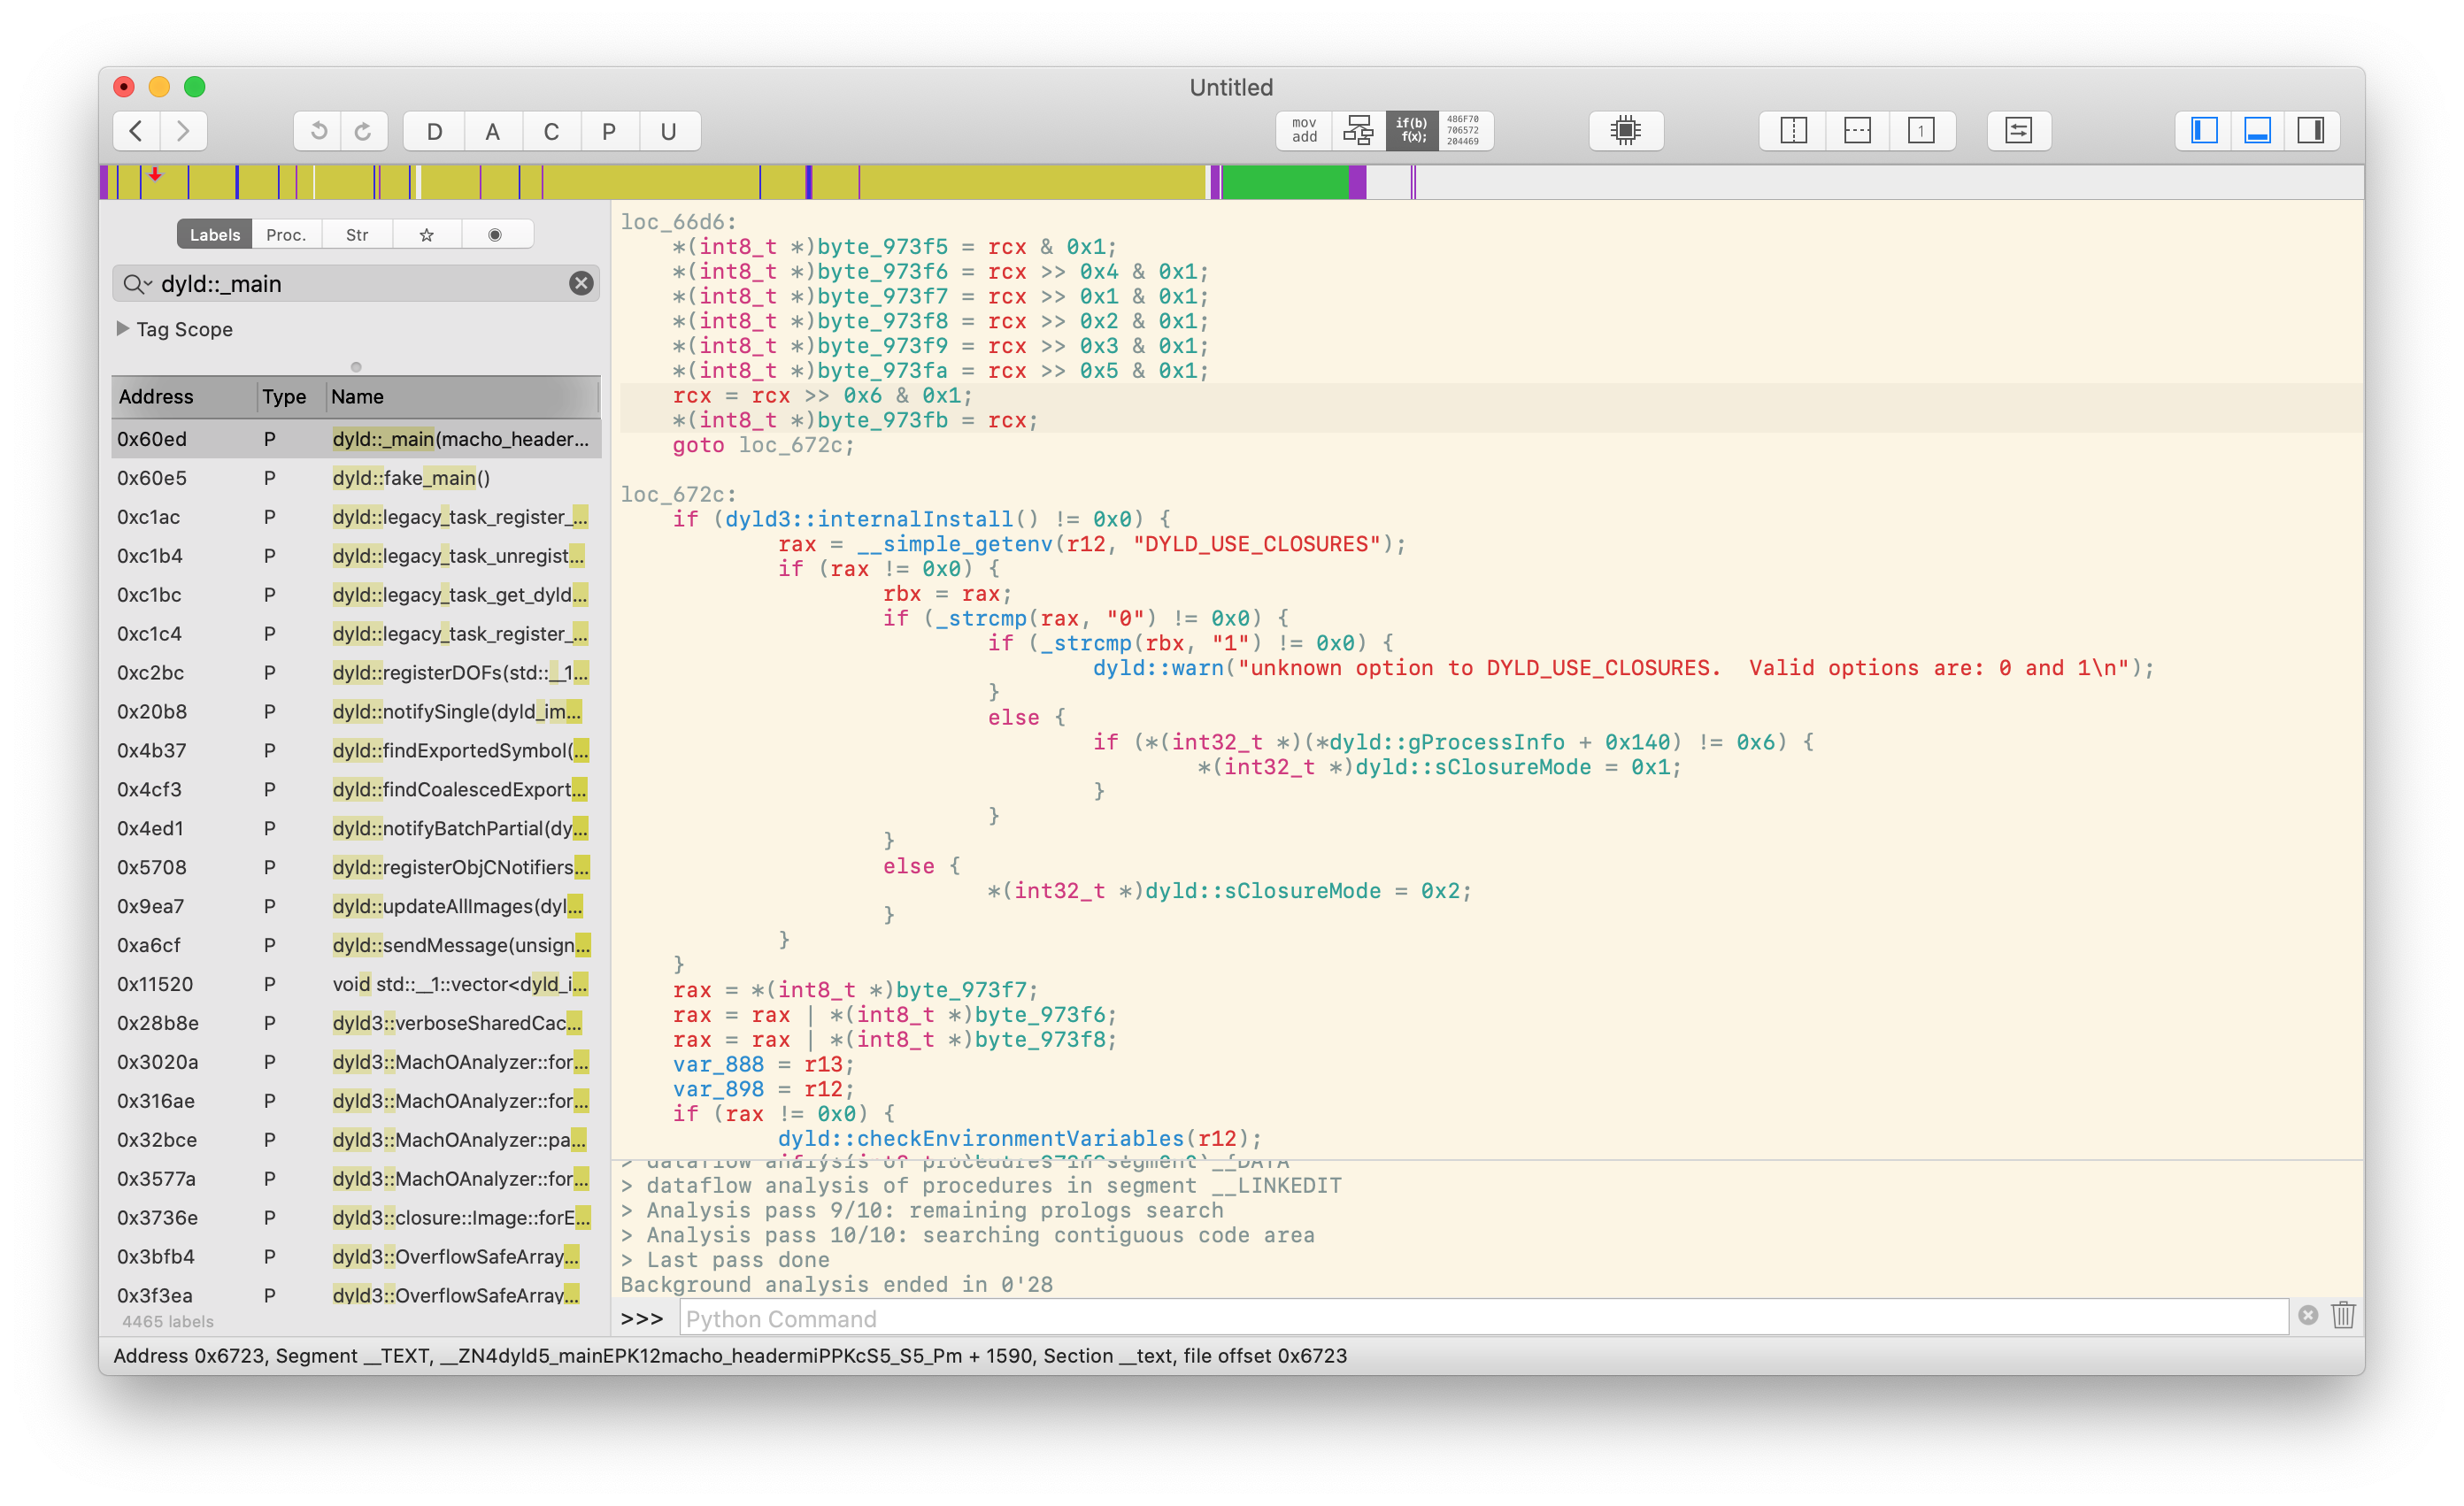 Untitled
D A C P U
mov add
if(b) f(x);
486F70 706572 204469
1
Labels Proc. Str
dyld::_main
Tag Scope
Address Type Name
0x60ed P dyld::_main(macho_header...
0x60e5 P dyld::fake_main()
0xc1ac P dyld::legacy_task_register_...
0xc1b4 P dyld::legacy_task_unregist...
0xc1bc P dyld::legacy_task_get_dyld...
0xc1c4 P dyld::legacy_task_register_...
0xc2bc P dyld::registerDOFs(std::__1...
0x20b8 P dyld::notifySingle(dyld_im...
0x4b37 P dyld::findExportedSymbol(...
0x4cf3 P dyld::findCoalescedExport...
0x4ed1 P dyld::notifyBatchPartial(dy...
0x5708 P dyld::registerObjCNotifiers...
0x9ea7 P dyld::updateAllImages(dyl...
0xa6cf P dyld::sendMessage(unsign...
0x11520 P void std::__1::vector<dyld_i...
0x28b8e P dyld3::verboseSharedCac...
0x3020a P dyld3::MachOAnalyzer::for...
0x316ae P dyld3::MachOAnalyzer::for...
0x32bce P dyld3::MachOAnalyzer::pa...
0x3577a P dyld3::MachOAnalyzer::for...
0x3736e P dyld3::closure::Image::forE...
0x3bfb4 P dyld3::OverflowSafeArray...
0x3f3ea P dyld3::OverflowSafeArray...
4465 labels
loc_66d6:
*(int8_t *)byte_973f5 = rcx & 0x1;
*(int8_t *)byte_973f6 = rcx >> 0x4 & 0x1;
*(int8_t *)byte_973f7 = rcx >> 0x1 & 0x1;
*(int8_t *)byte_973f8 = rcx >> 0x2 & 0x1;
*(int8_t *)byte_973f9 = rcx >> 0x3 & 0x1;
*(int8_t *)byte_973fa = rcx >> 0x5 & 0x1;
rcx = rcx >> 0x6 & 0x1;
*(int8_t *)byte_973fb = rcx;
goto loc_672c;
loc_672c:
if (dyld3::internalInstall() != 0x0) {
rax = __simple_getenv(r12, "DYLD_USE_CLOSURES");
if (rax != 0x0) {
rbx = rax;
if (_strcmp(rax, "0") != 0x0) {
if (_strcmp(rbx, "1") != 0x0) {
dyld::warn("unknown option to DYLD_USE_CLOSURES.  Valid options are: 0 and 1\n");
}
else {
if (*(int32_t *)(*dyld::gProcessInfo + 0x140) != 0x6) {
*(int32_t *)dyld::sClosureMode = 0x1;
}
}
}
else {
*(int32_t *)dyld::sClosureMode = 0x2;
}
}
}
rax = *(int8_t *)byte_973f7;
rax = rax | *(int8_t *)byte_973f6;
rax = rax | *(int8_t *)byte_973f8;
var_888 = r13;
var_898 = r12;
if (rax != 0x0) {
dyld::checkEnvironmentVariables(r12);
> dataflow analysis of procedures in segment __DATA
> dataflow analysis of procedures in segment __LINKEDIT
> Analysis pass 9/10: remaining prologs search
> Analysis pass 10/10: searching contiguous code area
> Last pass done
Background analysis ended in 0'28
>>> Python Command
Address 0x6723, Segment __TEXT, __ZN4dyld5_mainEPK12macho_headermiPPKcS5_S5_Pm + 1590, Section __text, file offset 0x6723